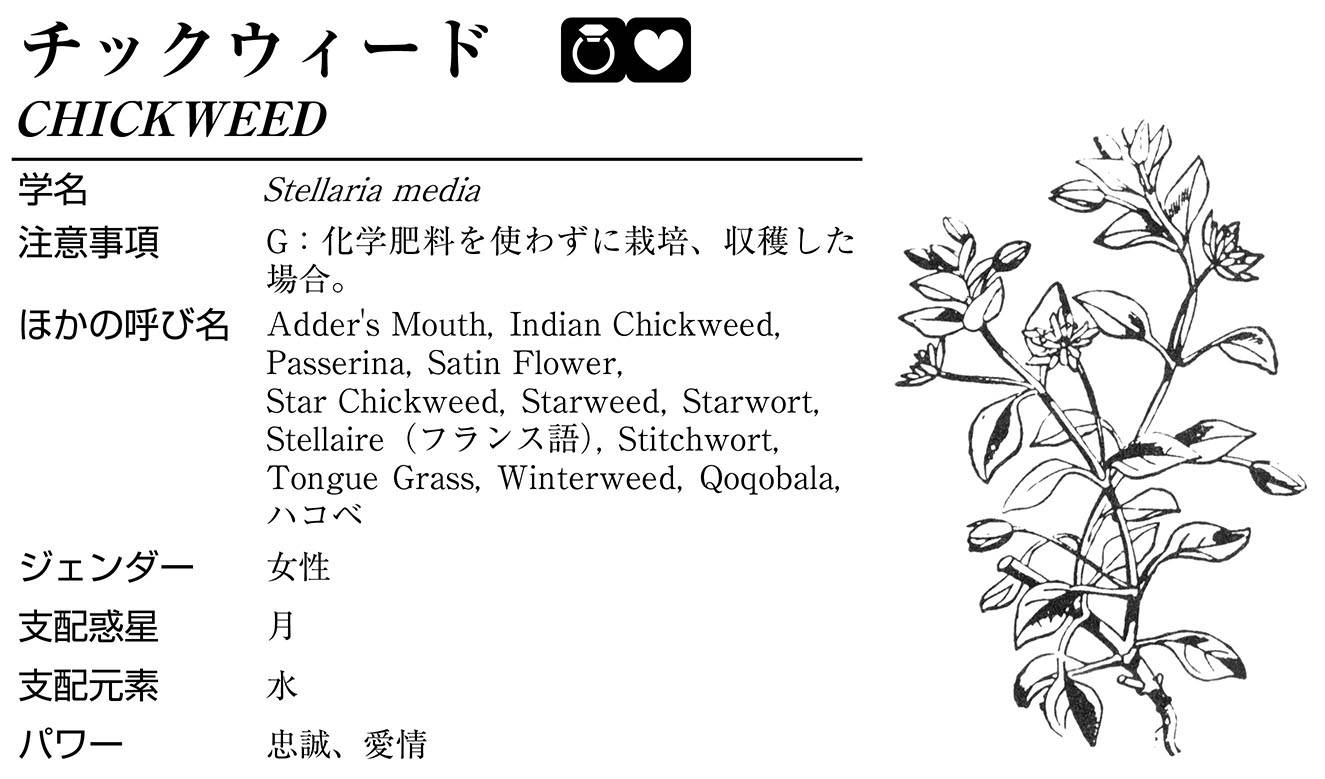 チックウィード
CHICKWEED
学名 Stellaria media
注意事項 G：化学肥料を使わずに栽培、収穫した
場合。
ほかの呼び名 Adder's Mouth, Indian Chickweed,
Passerina, Satin Flower,
Star Chickweed, Starweed, Starwort,
Stellaire（フランス語）, Stitchwort,
Tongue Grass, Winterweed, Qoqobala,
ハコベ
ジェンダー 女性
支配惑星 月
支配元素 水
パワー 忠誠、愛情